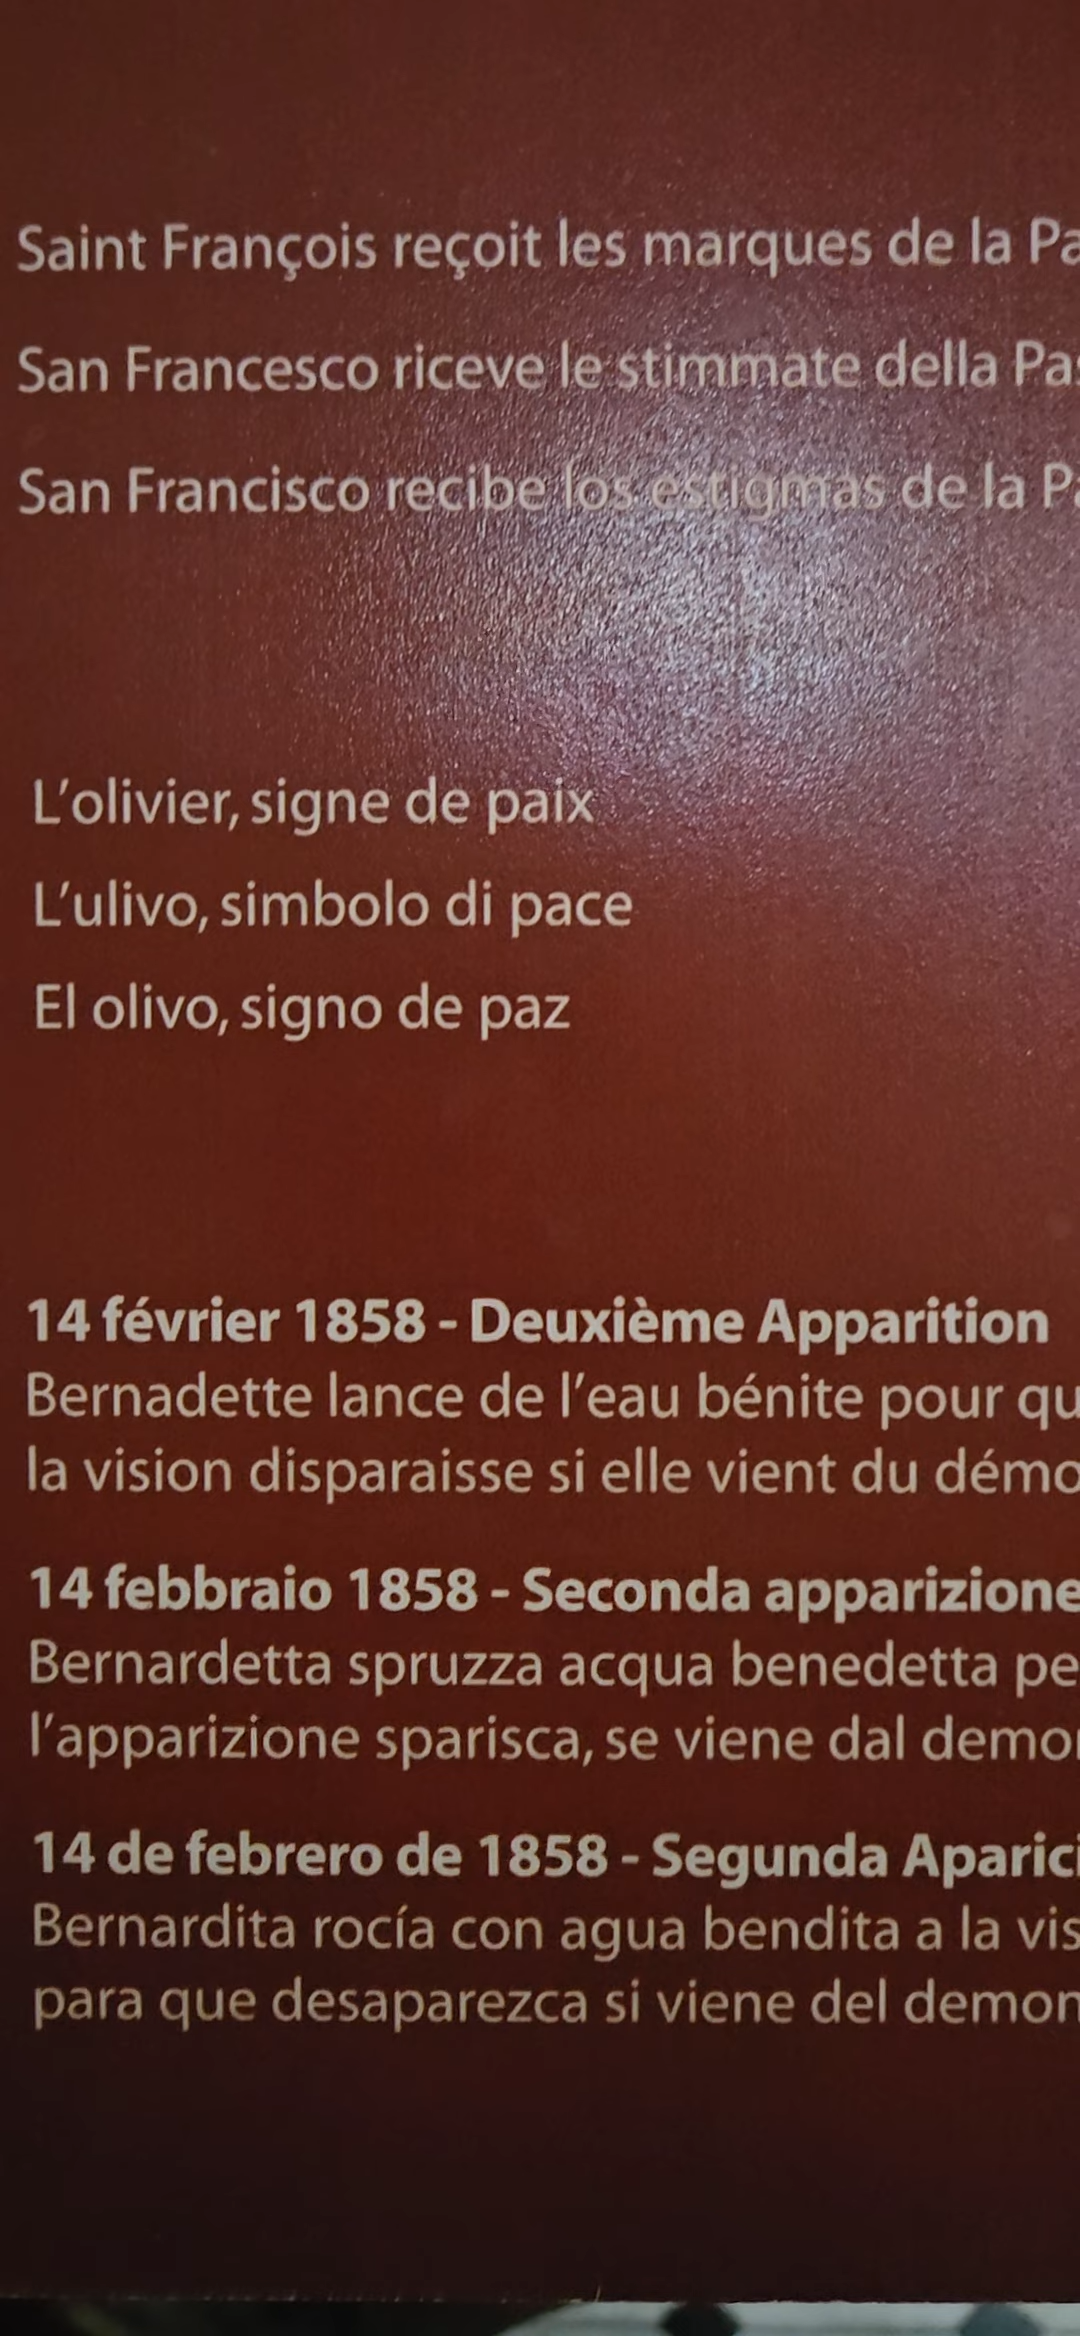 Saint François reçoit les marques de la
San Francesco riceve le stimmate della
San Francisco recibe los estigmas de la
L'olivier, signe de paix
L'ulivo, simbolo di pace
El olivo, signo de paz
14 février 1858 - Deuxième Apparition
Bernadette lance de l'eau bénite pour
la vision disparaisse si elle vient du
14 febbraio 1858 - Seconda apparizione
Bernardetta spruzza acqua benedetta
l'apparizione sparisca, se viene dal
14 de febrero de 1858 - Segunda
Bernardita rocía con agua bendita a la
para que desaparezca si viene del